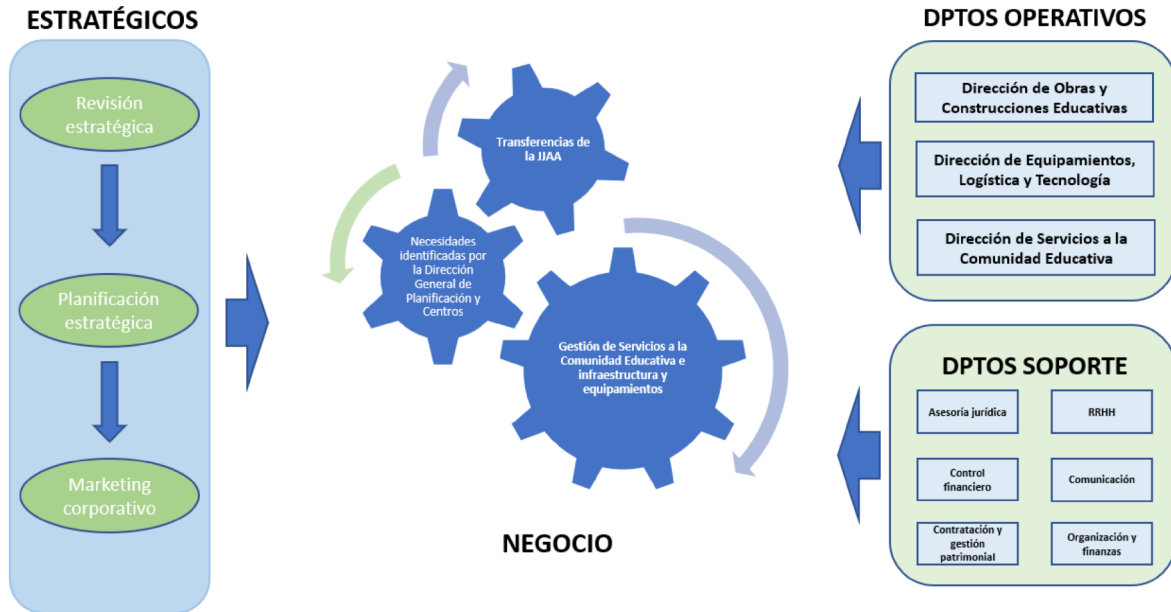 ESTRATÉGICOS
Revisión
estratégica
Planificación
estratégica
Marketing
corporativo
Transferencias de
la JJAA
Necesidades
identificadas por
la Dirección
General de
Planificación y
Centros
Gestión de Servicios a la
Comunidad Educativa e
infraestructura y
equipamientos
NEGOCIO
DPTOS OPERATIVOS
Dirección de Obras y
Construcciones Educativas
Dirección de Equipamientos,
Logística y Tecnología
Dirección de Servicios a la
Comunidad Educativa
DPTOS SOPORTE
Asesoría jurídica
RRHH
Control
financiero
Comunicación
Contratación y
gestión
patrimonial
Organización y
finanzas